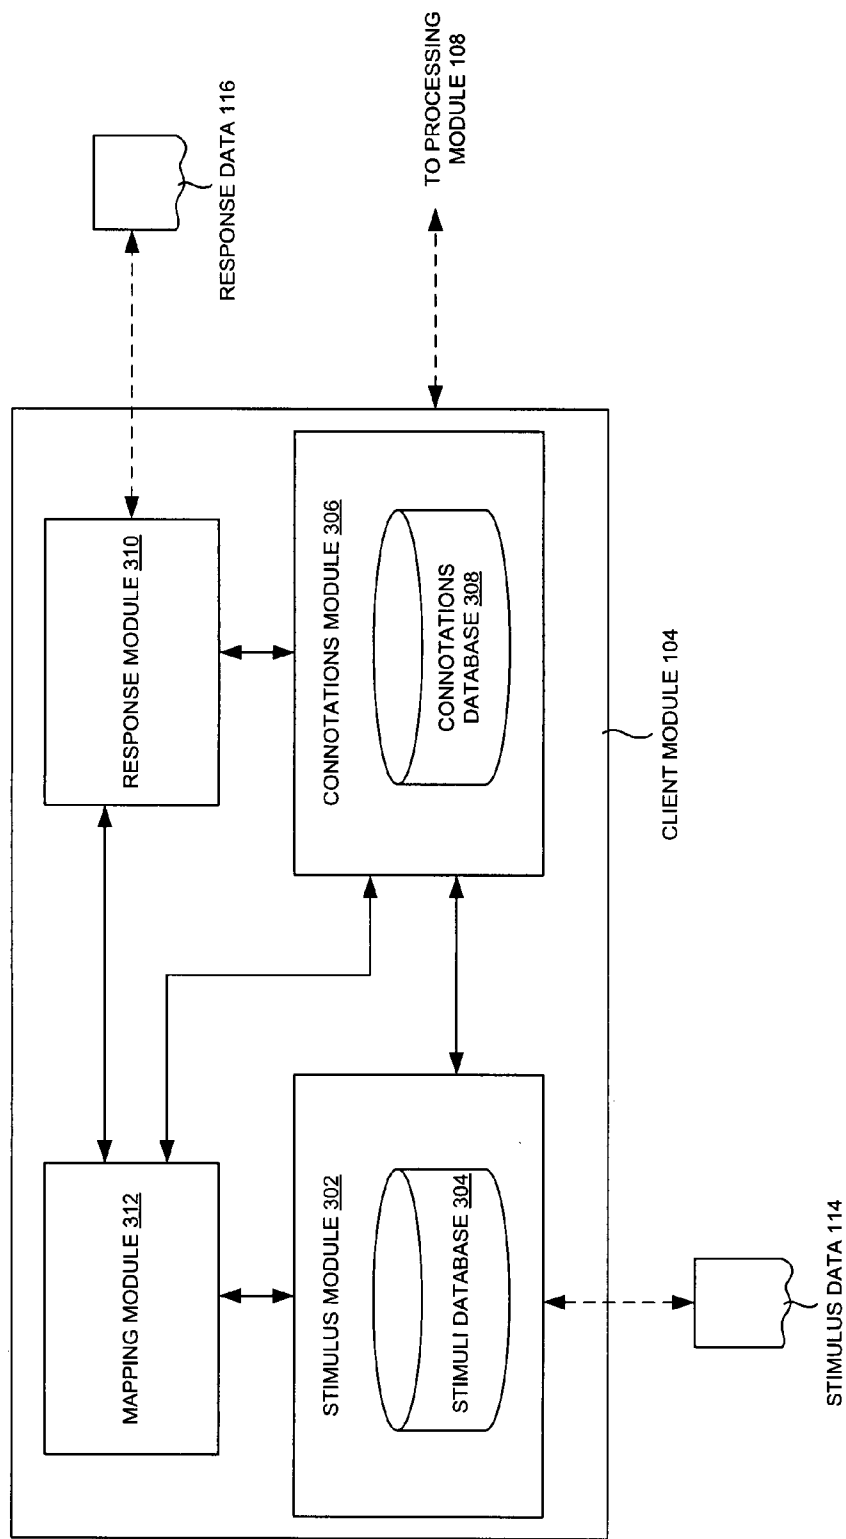 MAPPING MODULE 312
RESPONSE MODULE 310
RESPONSE DATA 116
STIMULUS MODULE 302
STIMULI DATABASE 304
CONNOTATIONS MODULE 306
CONNOTATIONS
DATABASE 308
TO PROCESSING
MODULE 108
CLIENT MODULE 104
STIMULUS DATA 114